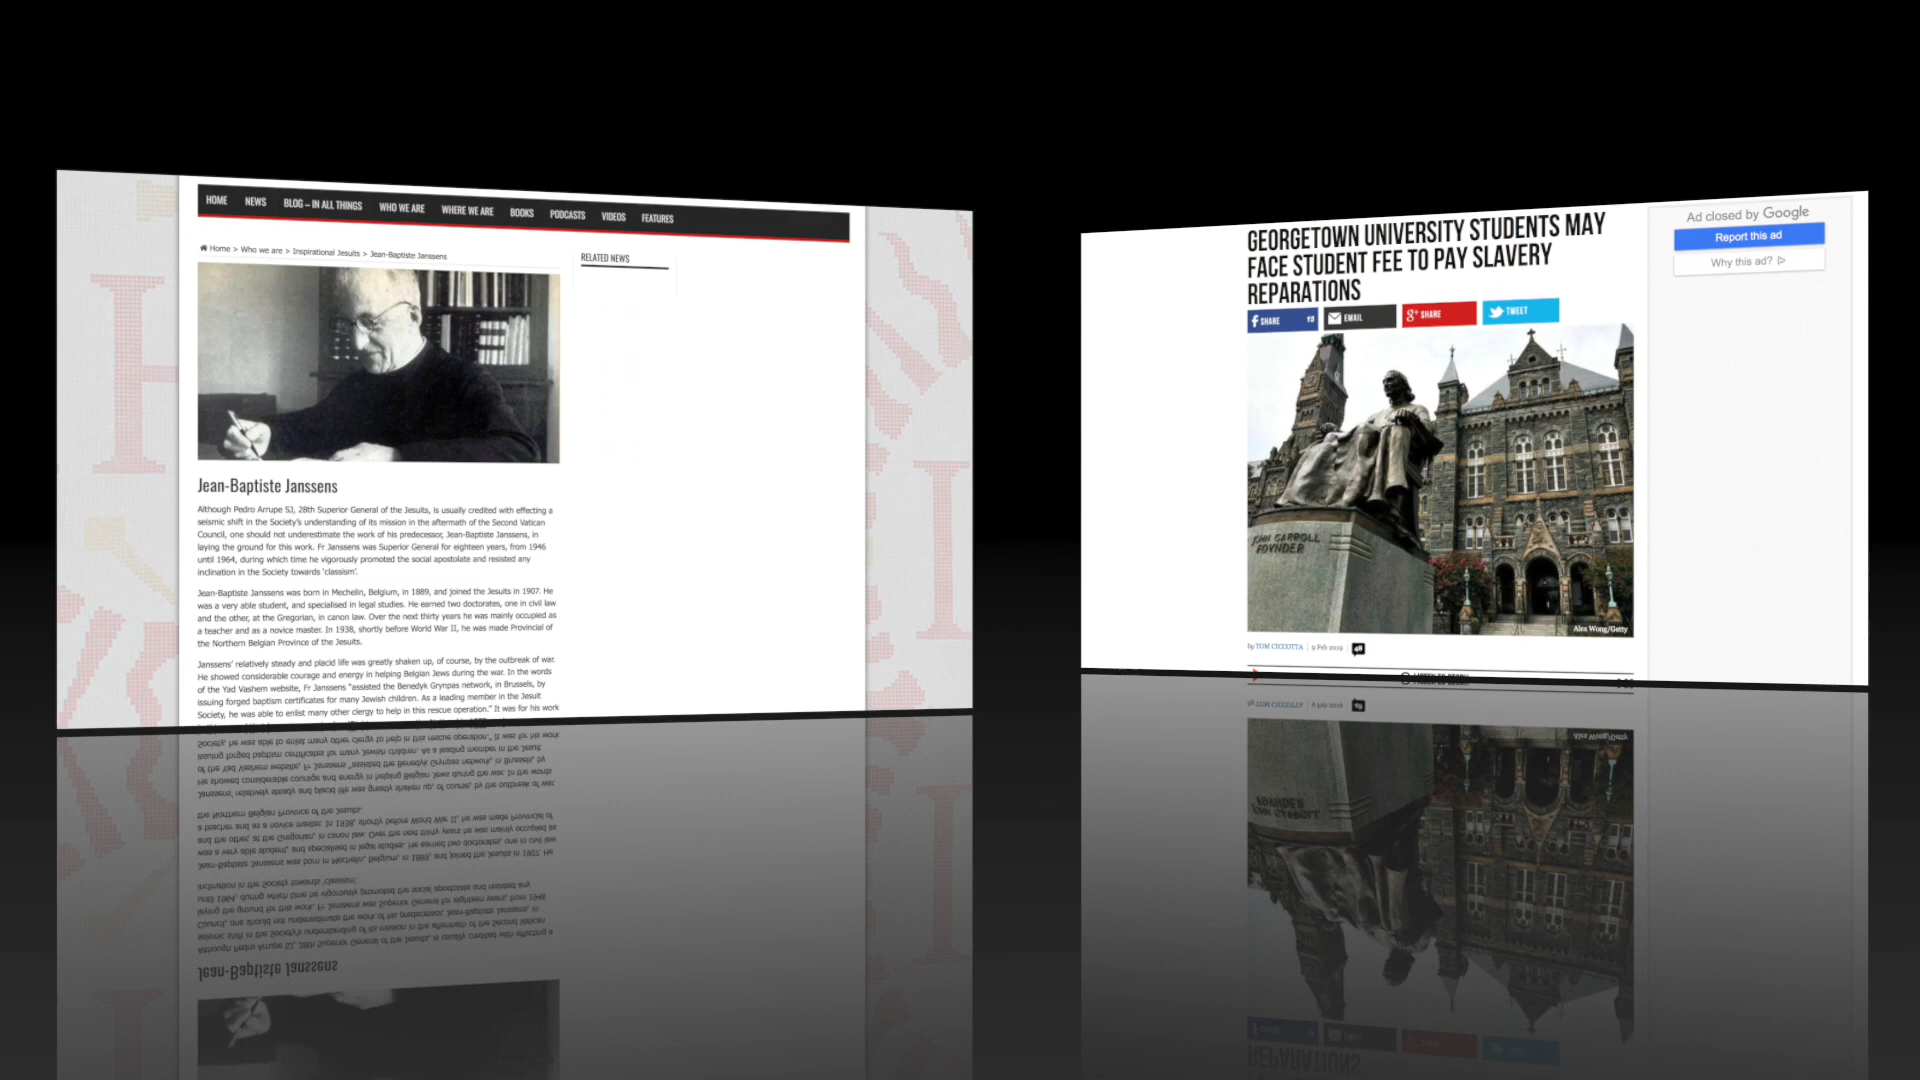 HOME NEWS BLOG – IN ALL THINGS WHO WE ARE WHERE WE ARE BOOKS PODCASTS VIDEOS FEATURES
Home > Who we are > Inspirational Jesuits > Jean-Baptiste Janssens
RELATED NEWS
Jean-Baptiste Janssens
Although Pedro Arrupe SJ, 28th Superior General of the Jesuits, is usually credited with effecting a
seismic shift in the Society's understanding of its mission in the aftermath of the Second Vatican
Council, one should not underestimate the work of his predecessor, Jean-Baptiste Janssens, in
laying the ground for this work. Fr Janssens was Superior General for eighteen years, from 1946
until 1964, during which time he vigorously promoted the social apostolate and resisted any
inclination in the Society towards 'classism'.
Jean-Baptiste Janssens was born in Mechelin, Belgium, in 1889, and joined the Jesuits in 1907. He
was a very able student, and specialised in legal studies. He earned two doctorates, one in civil law
and the other, at the Gregorian, in canon law. Over the next thirty years he was mainly occupied as
a teacher and as a novice master. In 1938, shortly before World War II, he was made Provincial of
the Northern Belgian Province of the Jesuits.
Janssens' relatively steady and placid life was greatly shaken up, of course, by the outbreak of war.
He showed considerable courage and energy in helping Belgian Jews during the war. In the words
of the Yad Vashem website, Fr Janssens "assisted the Benedyk Grynpas network, in Brussels, by
issuing forged baptism certificates for many Jewish children. As a leading member in the Jesuit
Society, he was able to enlist many other clergy to help in this rescue operation." It was for his work
GEORGETOWN UNIVERSITY STUDENTS MAY
FACE STUDENT FEE TO PAY SLAVERY
REPARATIONS
SHARE 15 EMAIL SHARE TWEET
JOHN CARROLL
FOVNDER
Alex Wong/Getty
by TOM CICCOTTA | 9 Feb 2019 | 48
Ad closed by Google
Report this ad
Why this ad?